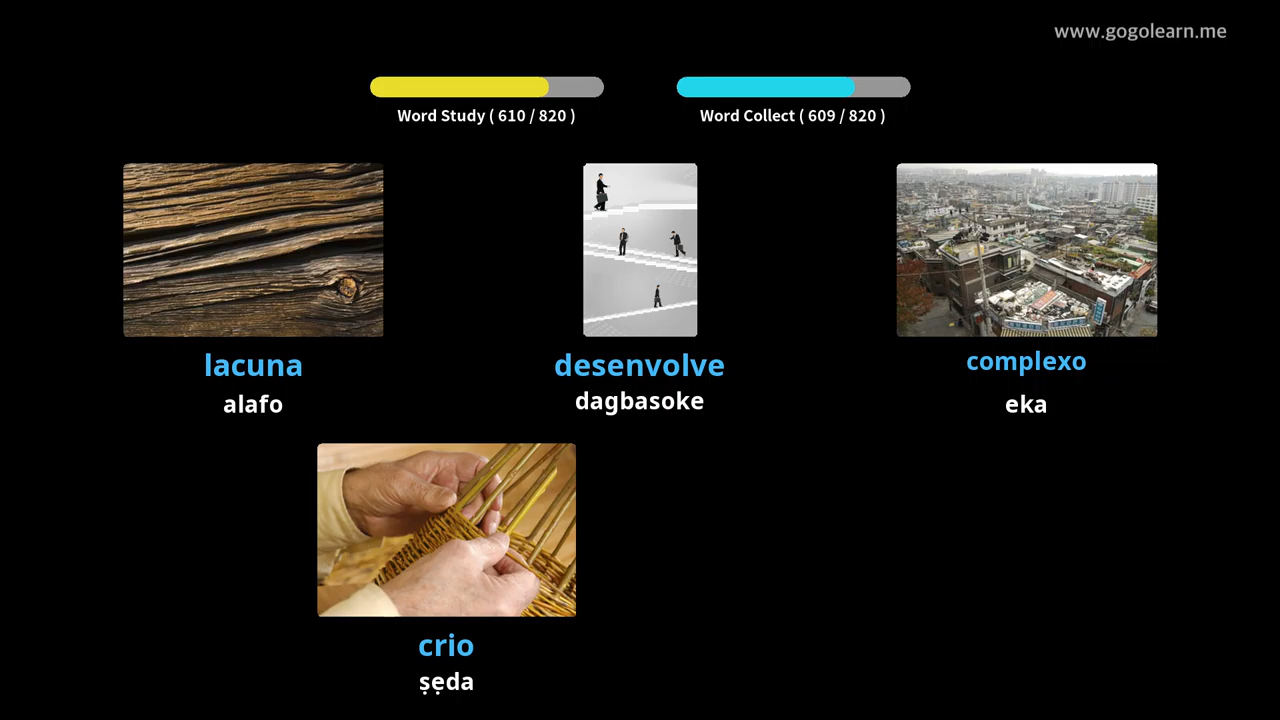 www.gogolearn.me
Word Study ( 610 / 820 )
Word Collect ( 609 / 820 )
lacuna
alafo
desenvolve
dagbasoke
complexo
eka
crio
ṣẹda